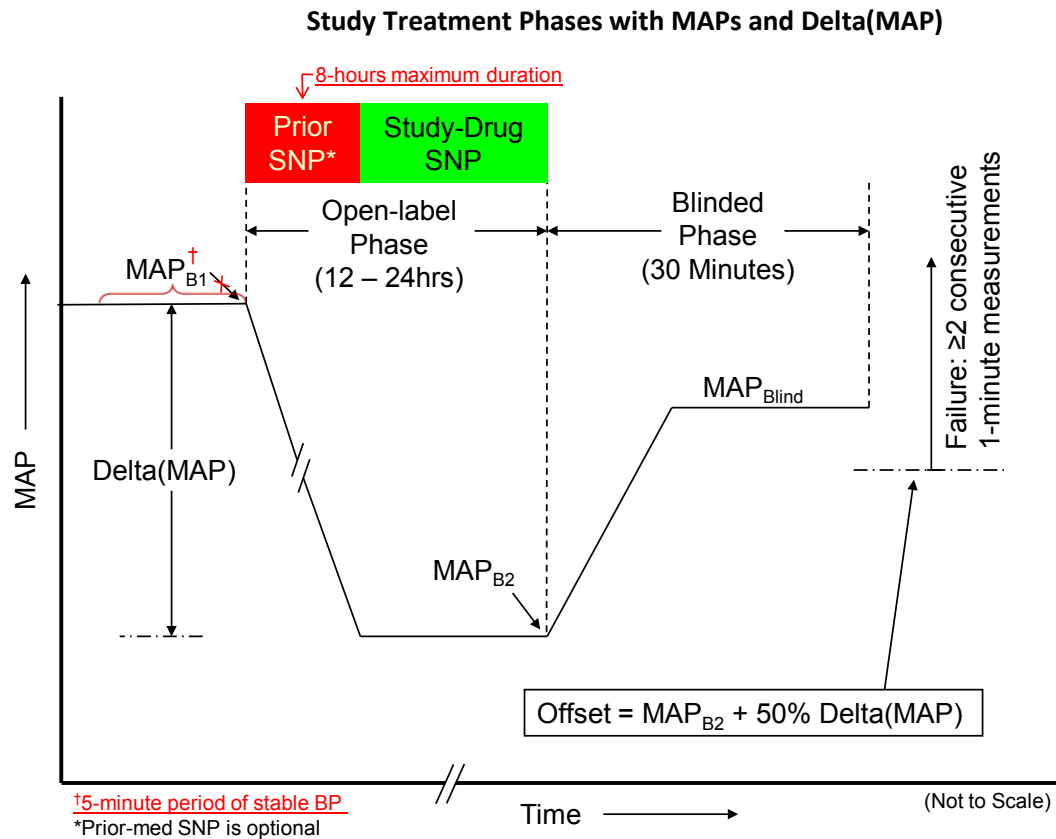 Study Treatment Phases with MAPs and Delta(MAP)
8-hours maximum duration
Prior
SNP*
Study-Drug
SNP
Open-label
Phase
(12 – 24hrs)
Blinded
Phase
(30 Minutes)
Failure: ≥2 consecutive
1-minute measurements
MAP†B1
MAP
Delta(MAP)
MAPBlind
MAPB2
Offset = MAPB2 + 50% Delta(MAP)
†5-minute period of stable BP
*Prior-med SNP is optional
Time
(Not to Scale)